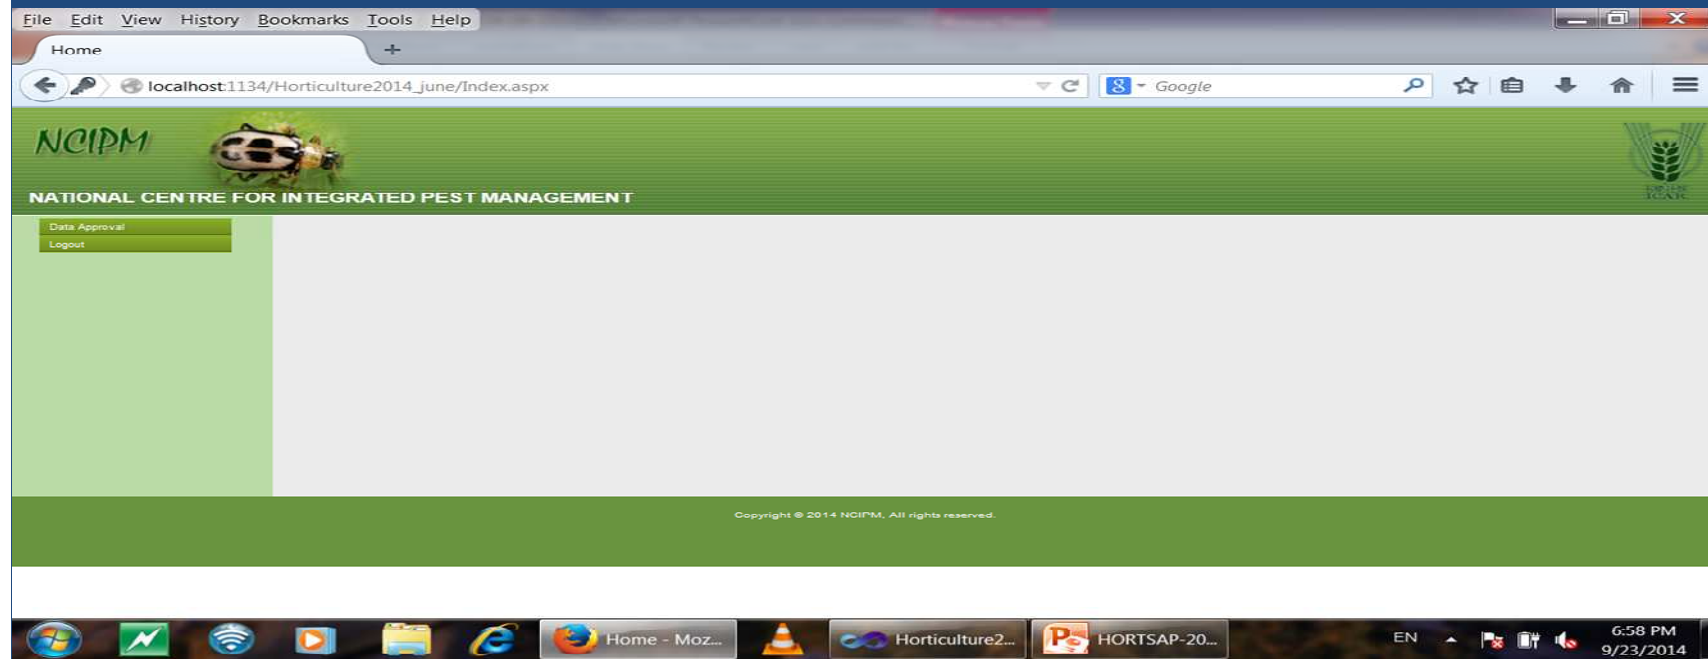 File Edit View History Bookmarks Tools Help
Home +
localhost:1134/Horticulture2014_june/Index.aspx
8 Google
NCIPM
NATIONAL CENTRE FOR INTEGRATED PEST MANAGEMENT
ICAR
Data Approval
Logout
Copyright © 2014 NCIPM, All rights reserved.
Home - Moz...
Horticulture2...
HORTSAP-20...
EN
6:58 PM
9/23/2014